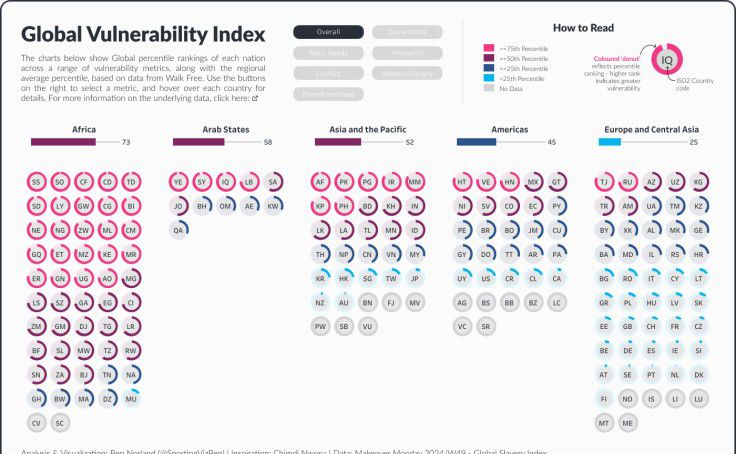 Global Vulnerability Index
The charts below show Global percentile rankings of each nation
across a range of vulnerability metrics, along with the regional
average percentile, based on data from Walk Free. Use the buttons
on the right to select a metric, and hover over each country for
details. For more information on the underlying data, click here:
Overall Governance
Basic Needs Inequality
Conflict Modern Slavery
Disenfranchised
How to Read
>=75th Percentile
>=50th Percentile
>=25th Percentile
<25th Percentile
No Data
Coloured 'donut'
reflects percentile
ranking - higher rank
indicates greater
vulnerability
IQ
ISO2 Country
code
Africa
73
SS SO CF CD TD
SD LY GW CG BI
NE NG ZW ML CM
GQ ET MZ KE MR
ER GN UG AO MG
LS SZ GA EG CI
ZM GM DJ TG LR
BF SL MW TZ RW
SN ZA BJ TN NA
GH BW MA DZ MU
CV SC
Arab States
58
YE SY IQ LB SA
JO BH OM AE KW
QA
Asia and the Pacific
52
AF PK PG IR MM
KP PH BD KH IN
LK LA TL MN ID
TH NP CN VN MY
KR HK SG TW JP
NZ AU BN FJ MV
PW SB VU
Americas
45
HT VE HN MX GT
NI SV CO EC PY
PE BR BO JM CU
GY DO TT AR PA
UY US CR CL CA
AG BS BB BZ LC
VC SR
Europe and Central Asia
25
TJ RU AZ UZ KG
TR AM UA TM KZ
BY XK AL MK GE
BA MD IL RS HR
BG RO IT CY LT
GR PL HU LV SK
EE GB CH FR CZ
BE DE ES IE SI
AT SE PT NL DK
FI NO IS LI LU
MT ME
Analysis & Visualization: Ben Norland (@SportingVizBen) | Inspiration: Chimdi Nwosu | Data: Makeover Monday 2024/W49 - Global Slavery Index